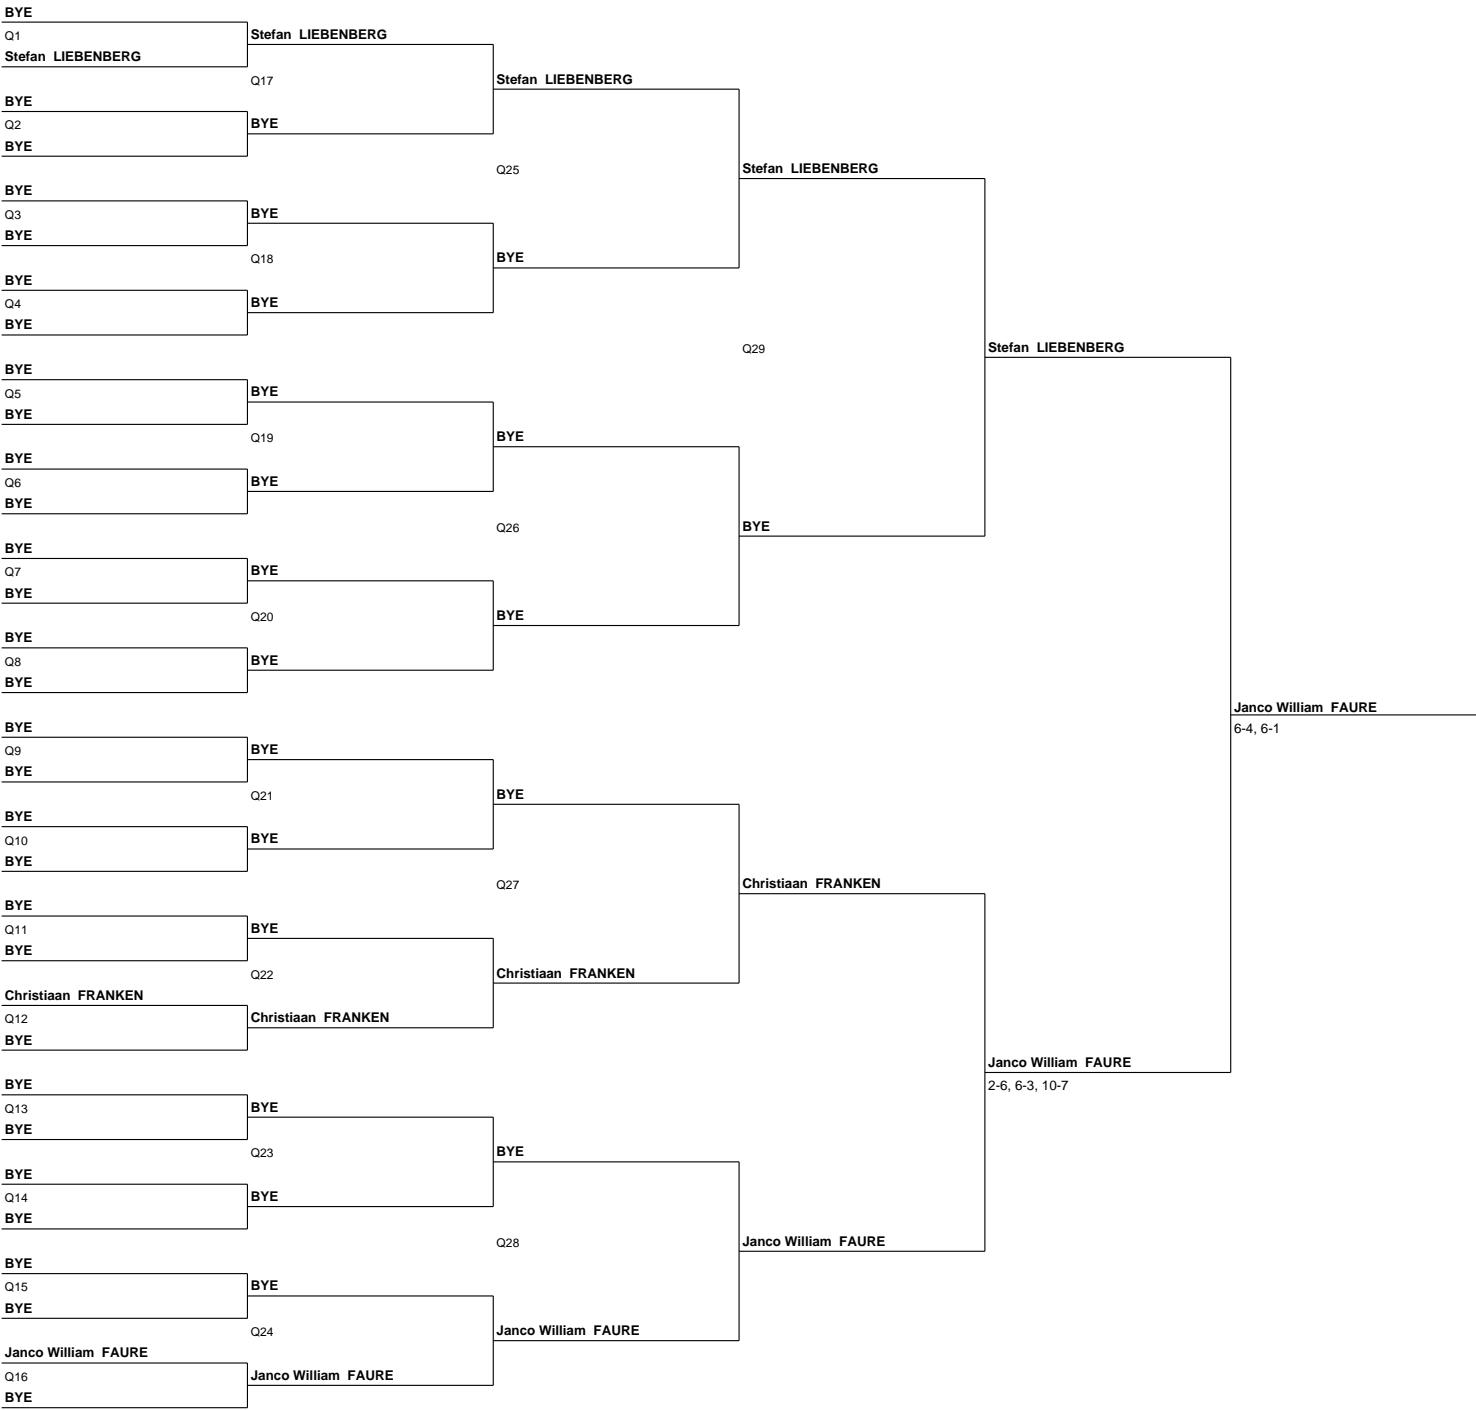 BYE
Q1
Stefan LIEBENBERG
BYE
Q2
BYE
BYE
Q3
BYE
BYE
Q4
BYE
BYE
Q5
BYE
BYE
Q6
BYE
BYE
Q7
BYE
BYE
Q8
BYE
BYE
Q9
BYE
BYE
Q10
BYE
BYE
Q11
BYE
Christiaan FRANKEN
Q12
BYE
BYE
Q13
BYE
BYE
Q14
BYE
BYE
Q15
BYE
Janco William FAURE
Q16
BYE
Stefan LIEBENBERG
Q17
BYE
BYE
Q18
BYE
BYE
Q19
BYE
BYE
Q20
BYE
BYE
Q21
BYE
BYE
Q22
Christiaan FRANKEN
BYE
Q23
BYE
BYE
Q24
Janco William FAURE
Stefan LIEBENBERG
Q25
BYE
BYE
Q26
BYE
BYE
Q27
Christiaan FRANKEN
BYE
Q28
Janco William FAURE
Stefan LIEBENBERG
Q29
BYE
Christiaan FRANKEN
Janco William FAURE
Stefan LIEBENBERG
Janco William FAURE
2-6, 6-3, 10-7
Janco William FAURE
6-4, 6-1